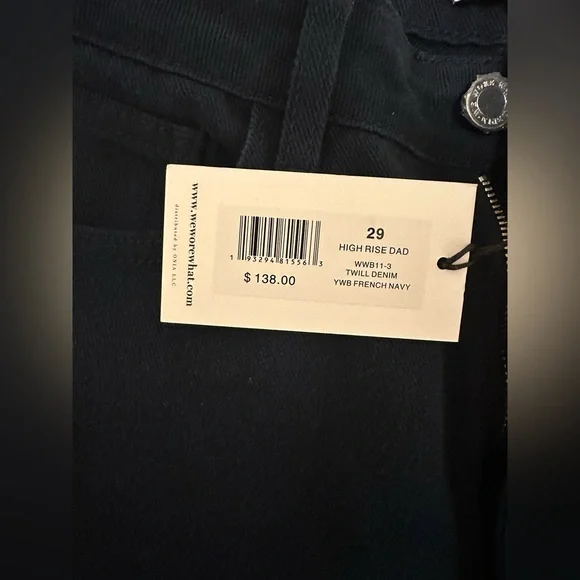 www.weworewhat.com
distributed by ONIA LLC
1 93294 81556 3
$ 138.00
29
HIGH RISE DAD
WWB11-3
TWILL DENIM
YWB FRENCH NAVY